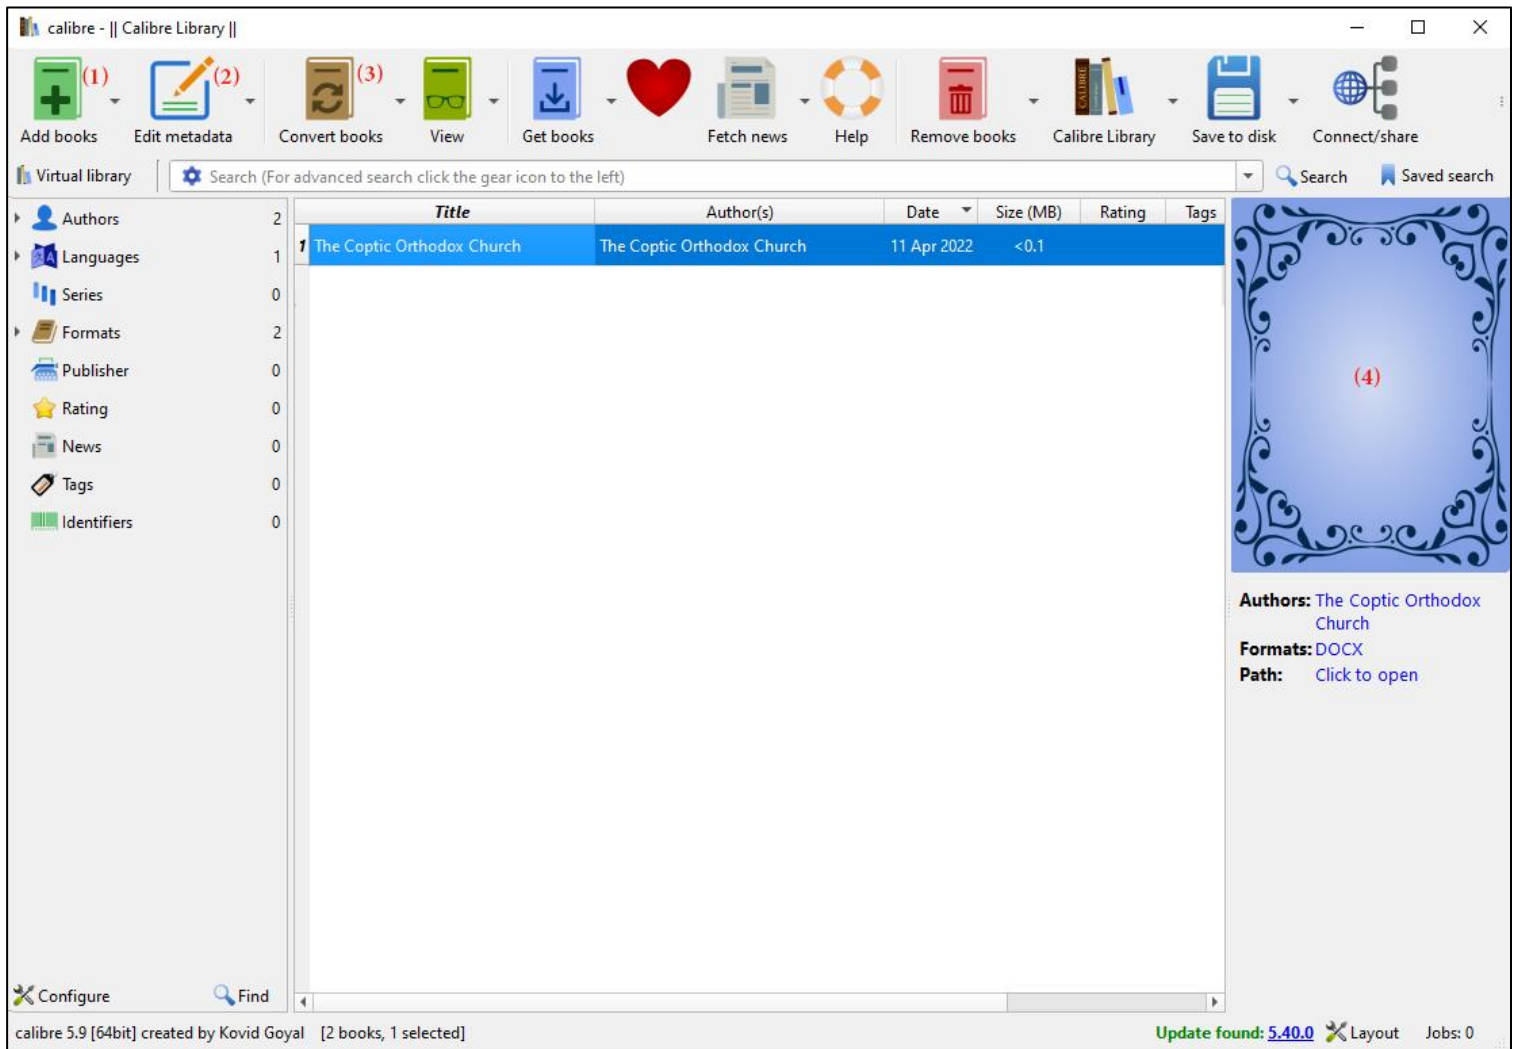 calibre - || Calibre Library ||
(1) (2) (3)
Add books Edit metadata Convert books View Get books Fetch news Help Remove books Calibre Library Save to disk Connect/share
CALIBRE
Virtual library Search (For advanced search click the gear icon to the left) Search Saved search
Authors 2
Languages 1
Series 0
Formats 2
Publisher 0
Rating 0
News 0
Tags 0
Identifiers 0
Title Author(s) Date Size (MB) Rating Tags
1 The Coptic Orthodox Church The Coptic Orthodox Church 11 Apr 2022 <0.1
(4)
Authors: The Coptic Orthodox
Church
Formats: DOCX
Path: Click to open
Configure Find
calibre 5.9 [64bit] created by Kovid Goyal [2 books, 1 selected] Update found: 5.40.0 Layout Jobs: 0